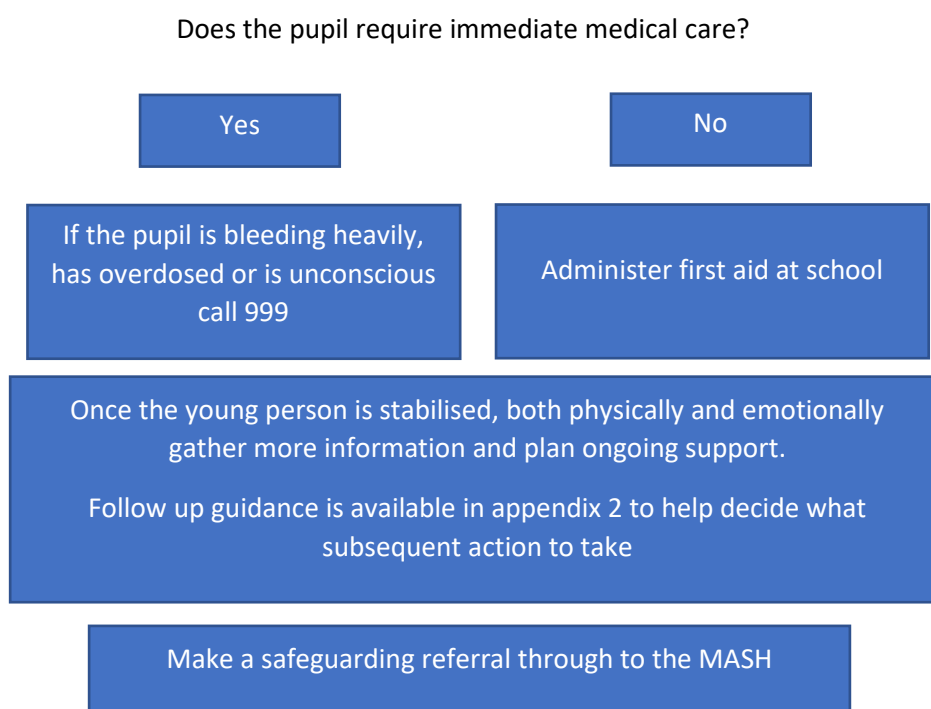 Does the pupil require immediate medical care?
Yes
No
If the pupil is bleeding heavily,
has overdosed or is unconscious
call 999
Administer first aid at school
Once the young person is stabilised, both physically and emotionally
gather more information and plan ongoing support.
Follow up guidance is available in appendix 2 to help decide what
subsequent action to take
Make a safeguarding referral through to the MASH